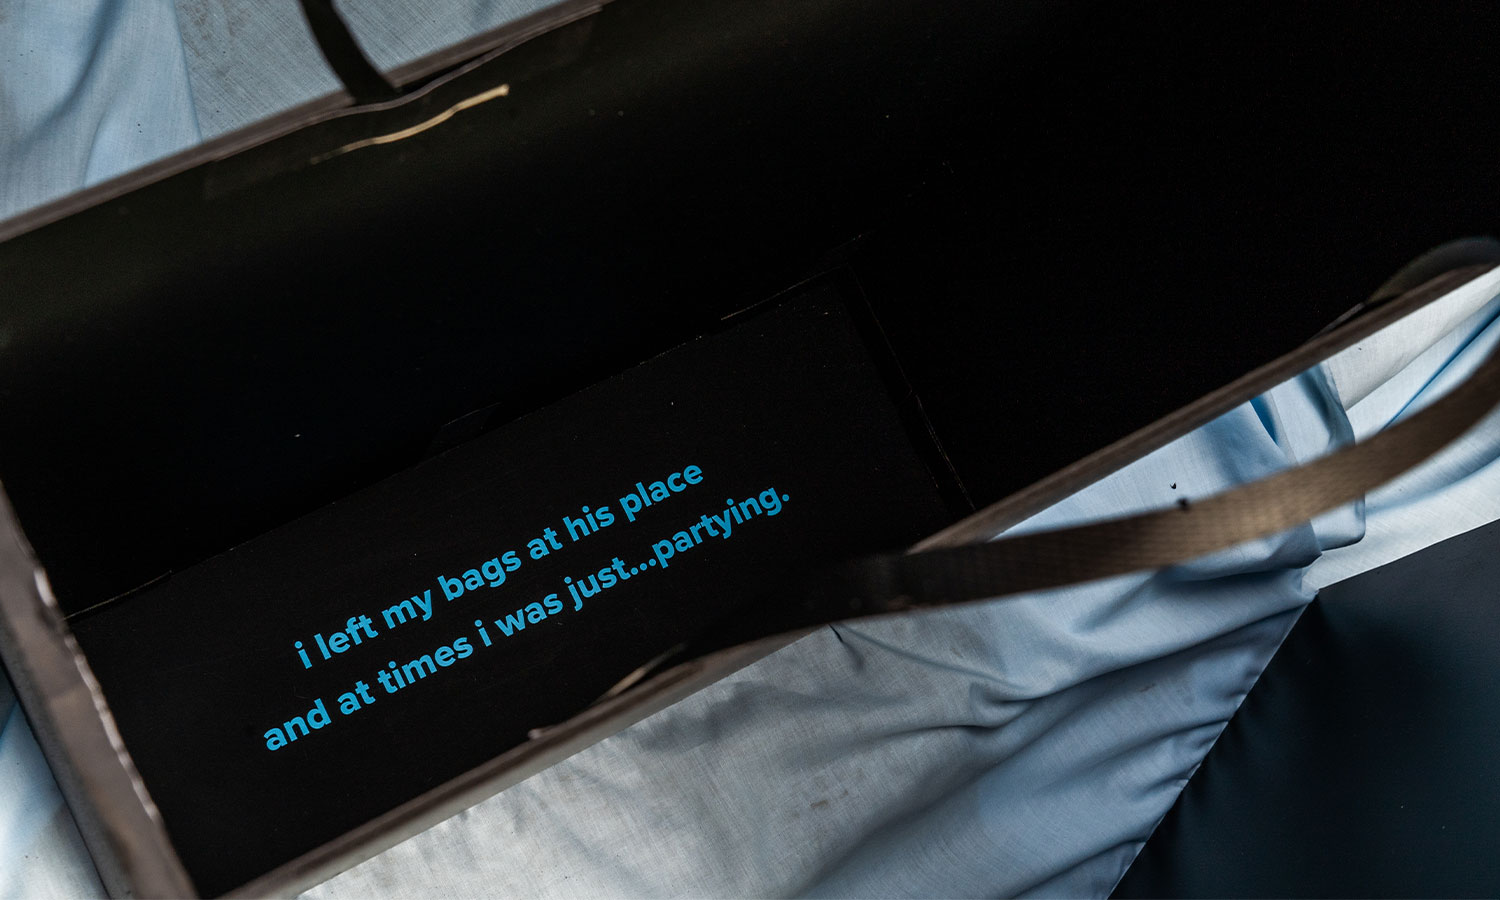 i left my bags at his place
and at times i was just...partying.